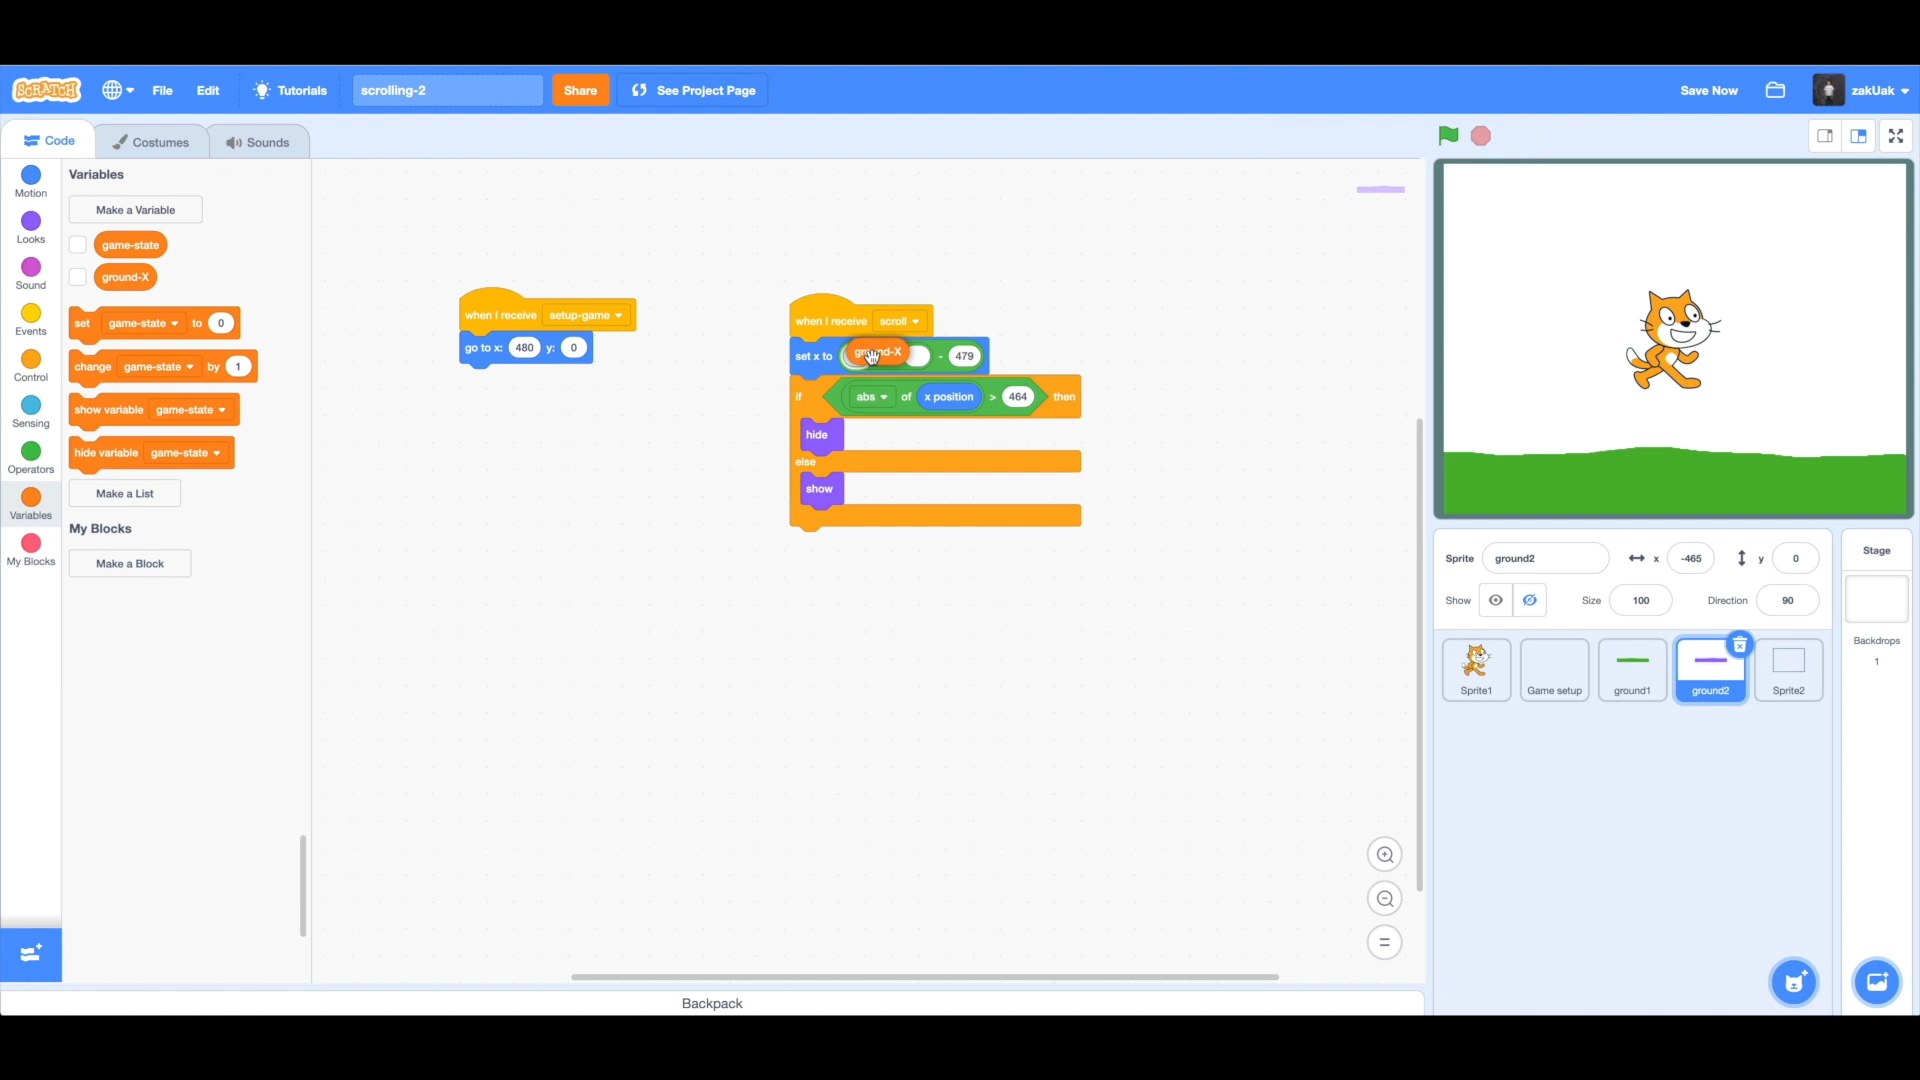 SCRATCH File Edit Tutorials scrolling-2 Share See Project Page Save Now zakUak
Code Costumes Sounds
Motion
Looks
Sound
Events
Control
Sensing
Operators
Variables
My Blocks
Variables
Make a Variable
game-state
ground-X
set game-state to 0
change game-state by 1
show variable game-state
hide variable game-state
Make a List
My Blocks
Make a Block
when I receive setup-game
go to x: 480 y: 0
when I receive scroll
set x to ground-X - 479
if abs of x position > 464 then
hide
else
show
Sprite ground2 x -465 y 0
Show Size 100 Direction 90
Sprite1 Game setup ground1 ground2 Sprite2
Stage
Backdrops
1
Backpack